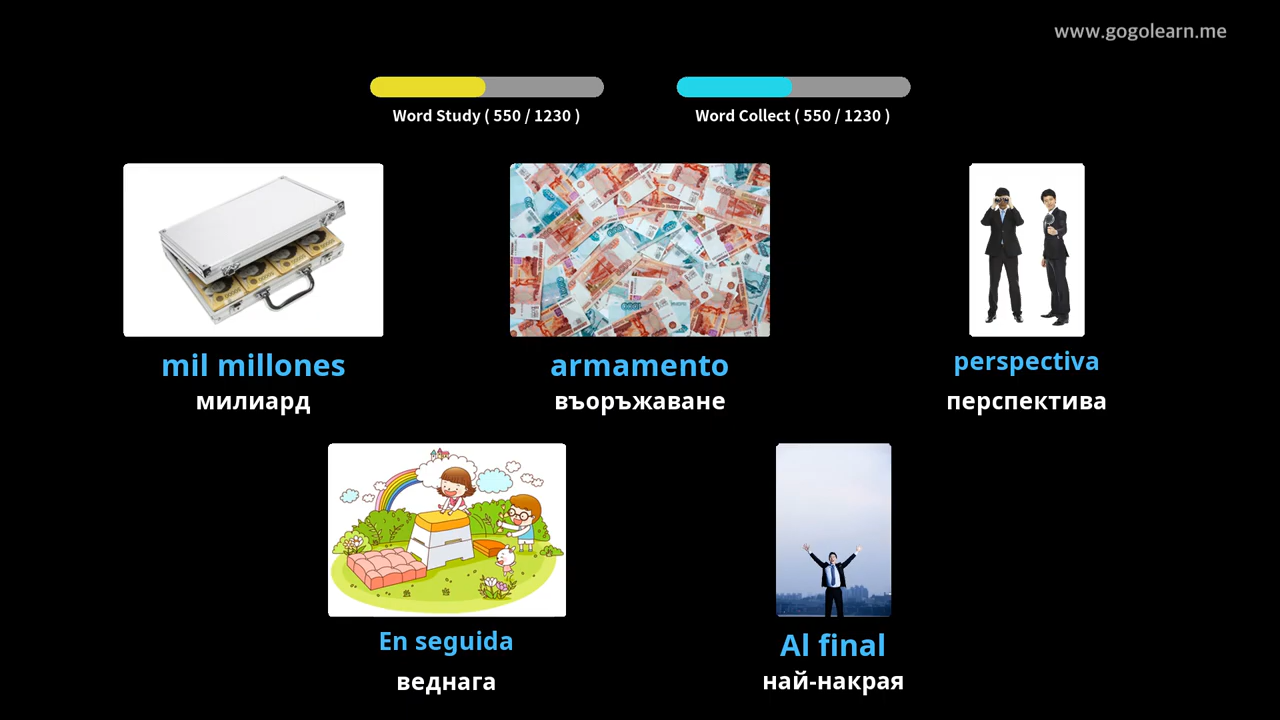 www.gogolearn.me
Word Study ( 550 / 1230 )
Word Collect ( 550 / 1230 )
mil millones
милиард
armamento
въоръжаване
perspectiva
перспектива
En seguida
веднага
Al final
най-накрая